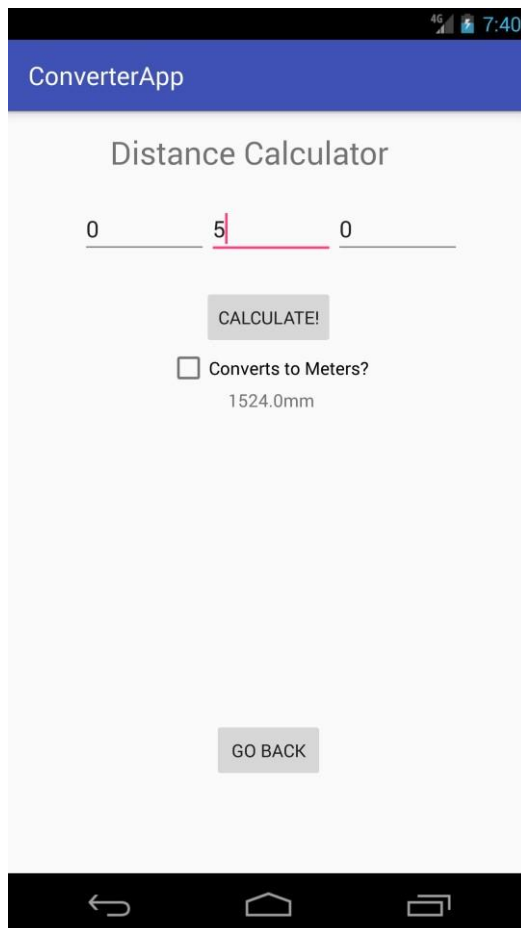 4G 7:40
ConverterApp
Distance Calculator
0 5 0
CALCULATE!
Converts to Meters?
1524.0mm
GO BACK